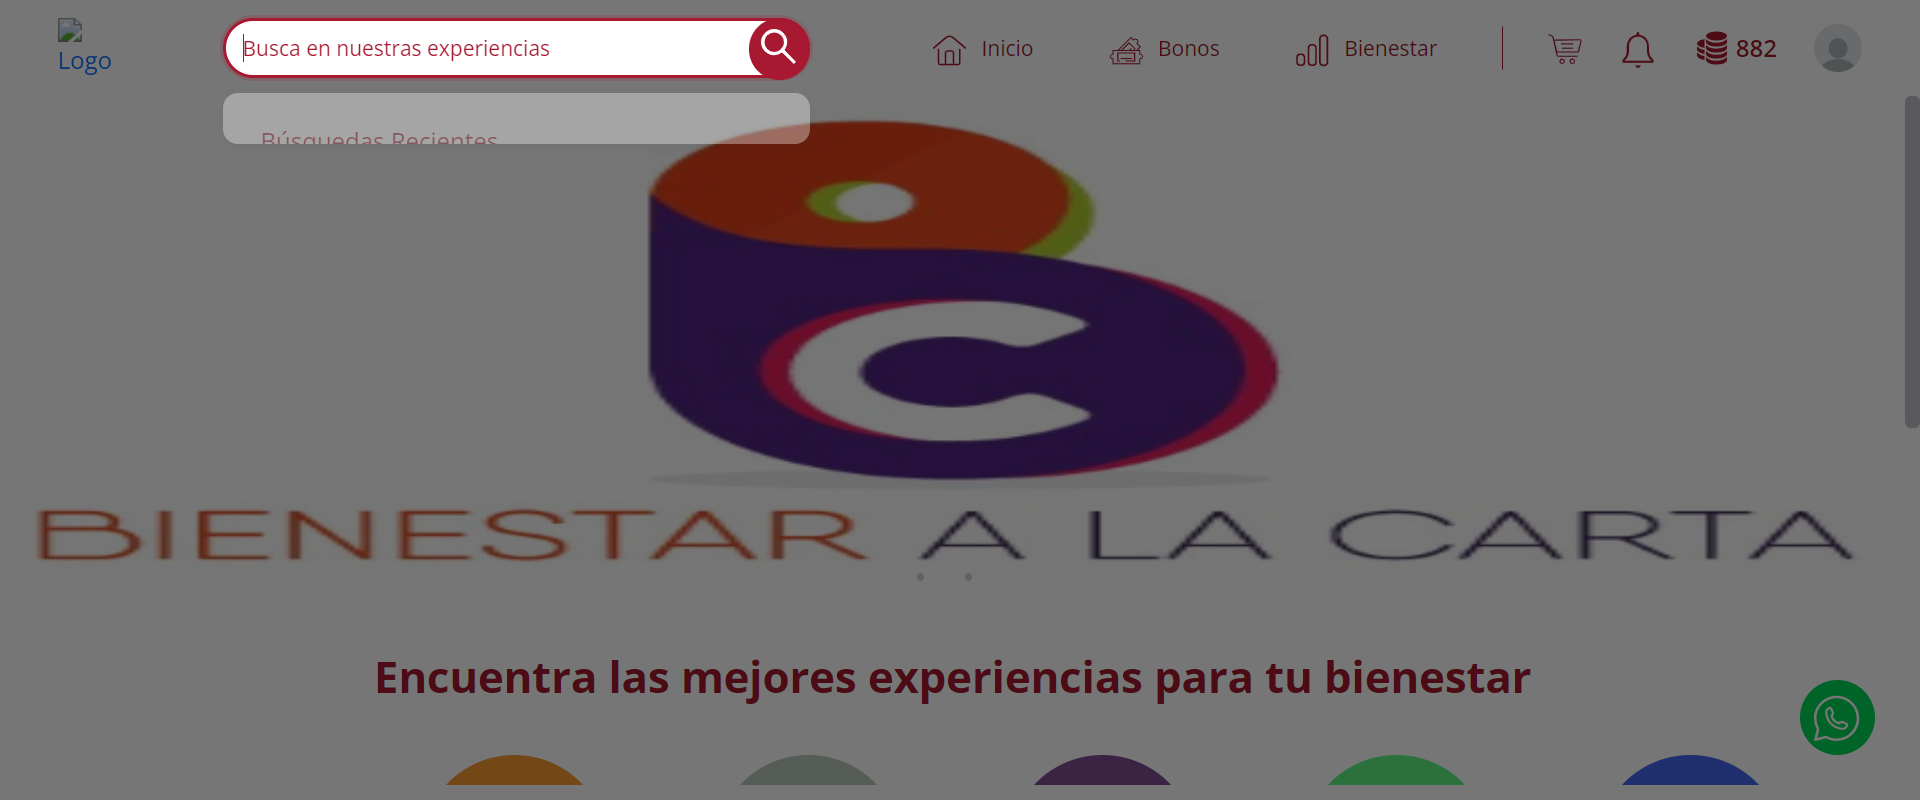 Logo
Busca en nuestras experiencias
Inicio
Bonos
Bienestar
882
Búsquedas Recientes
BIENESTAR A LA CARTA
Encuentra las mejores experiencias para tu bienestar